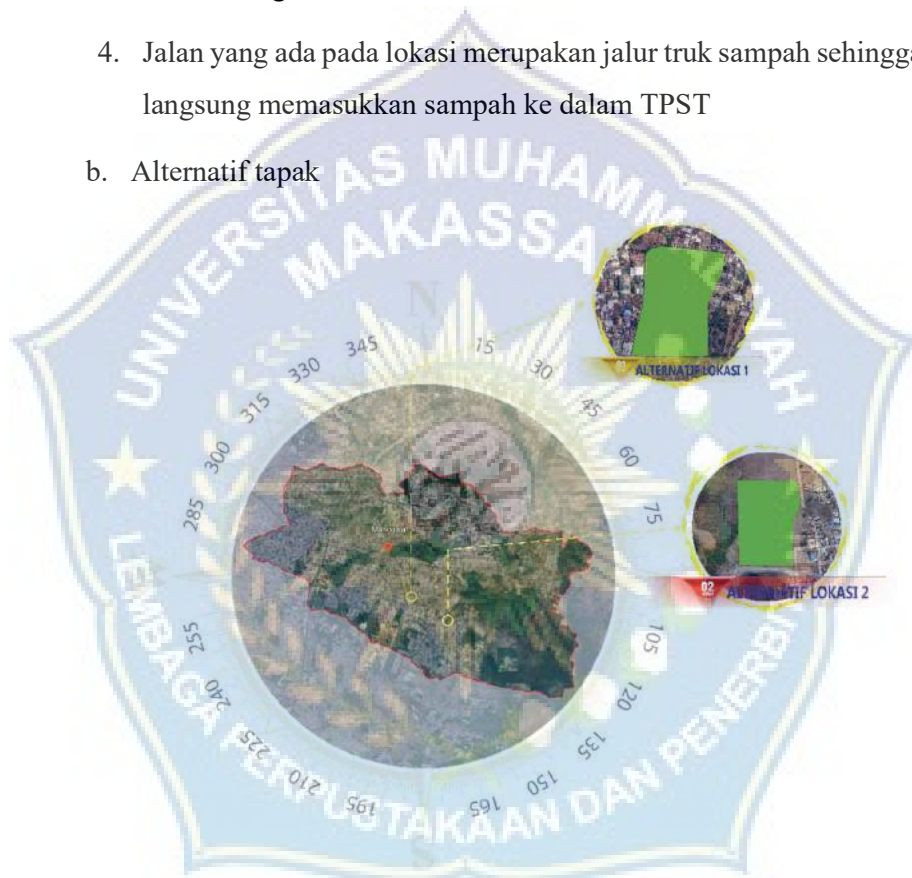 4. Jalan yang ada pada lokasi merupakan jalur truk sampah sehingga
langsung memasukkan sampah ke dalam TPST
b. Alternatif tapak
UNIVERSITAS MUHAMMADIYAH
MAKASSA
N
345
15
330
30
315
45
300
60
285
75
255
105
240
120
225
135
210
150
195
165
S
ALTERNATIF LOKASI 1
02
ALTERNATIF LOKASI 2
LEMBAGA PERPUSTAKAAN DAN PENERBIT